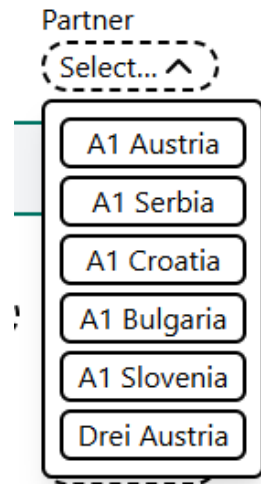 Partner
Select...
A1 Austria
A1 Serbia
A1 Croatia
A1 Bulgaria
A1 Slovenia
Drei Austria